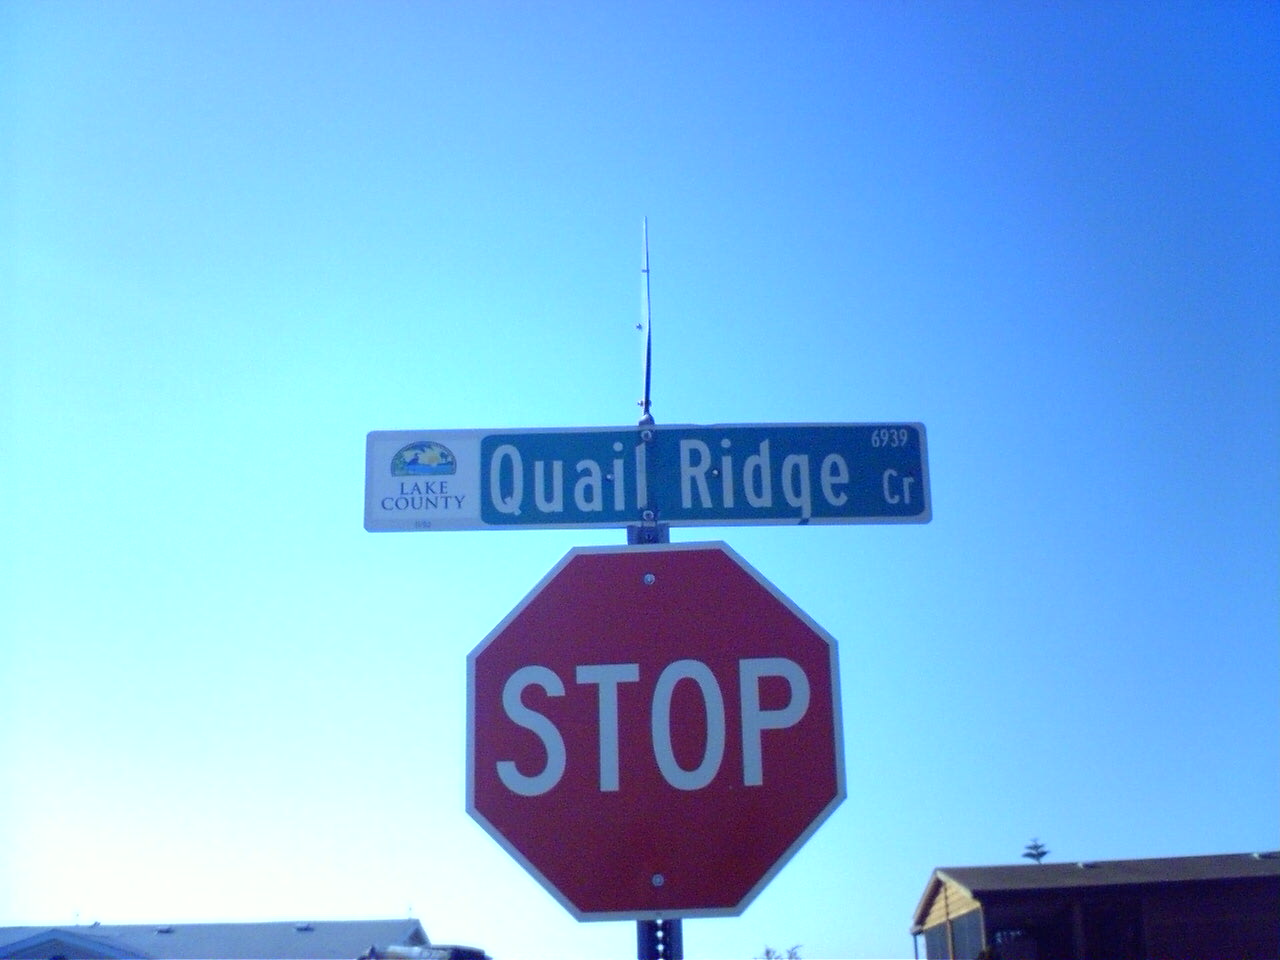 LAKE
COUNTY
Quail Ridge
6939
Cr
STOP